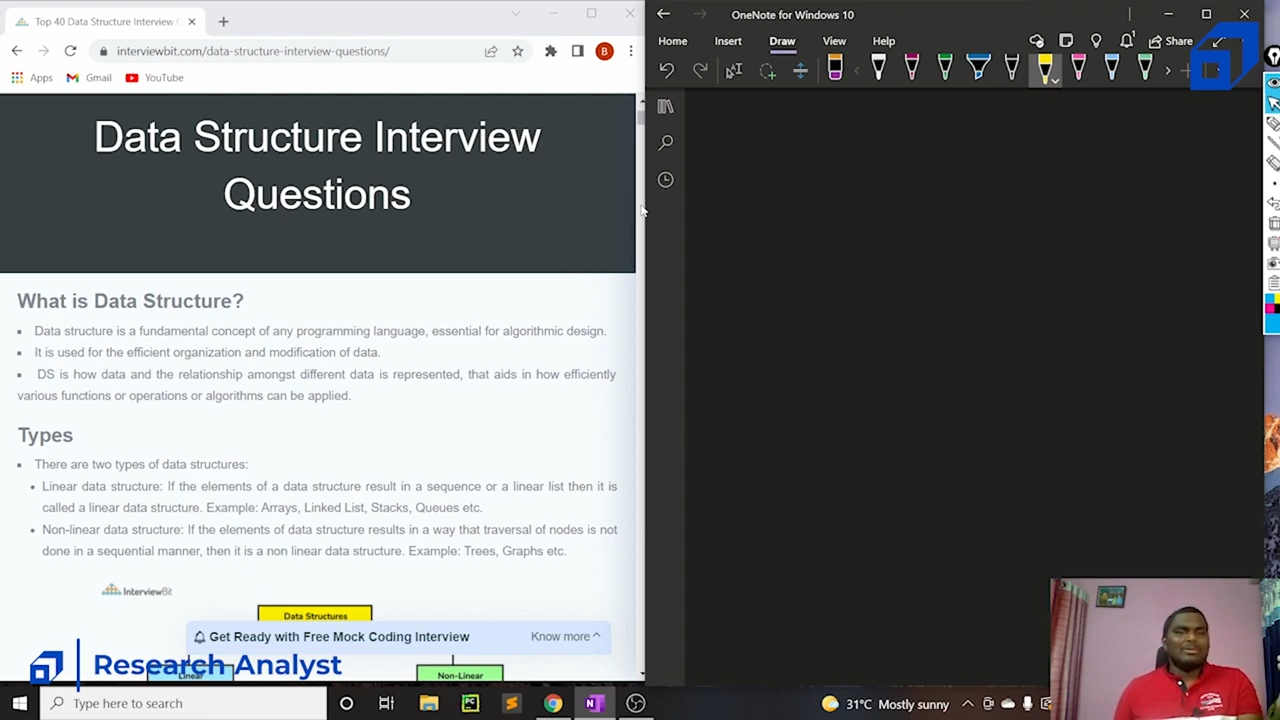 Top 40 Data Structure Interview
OneNote for Windows 10
interviewbit.com/data-structure-interview-questions/
B
Home Insert Draw View Help Share
Apps Gmail YouTube
Data Structure Interview
Questions
What is Data Structure?
Data structure is a fundamental concept of any programming language, essential for algorithmic design.
It is used for the efficient organization and modification of data.
DS is how data and the relationship amongst different data is represented, that aids in how efficiently
various functions or operations or algorithms can be applied.
Types
There are two types of data structures:
Linear data structure: If the elements of a data structure result in a sequence or a linear list then it is
called a linear data structure. Example: Arrays, Linked List, Stacks, Queues etc.
Non-linear data structure: If the elements of data structure results in a way that traversal of nodes is not
done in a sequential manner, then it is a non linear data structure. Example: Trees, Graphs etc.
InterviewBit
Data Structures
Get Ready with Free Mock Coding Interview Know more
Research Analyst
Linear
Non-Linear
Type here to search
31°C Mostly sunny